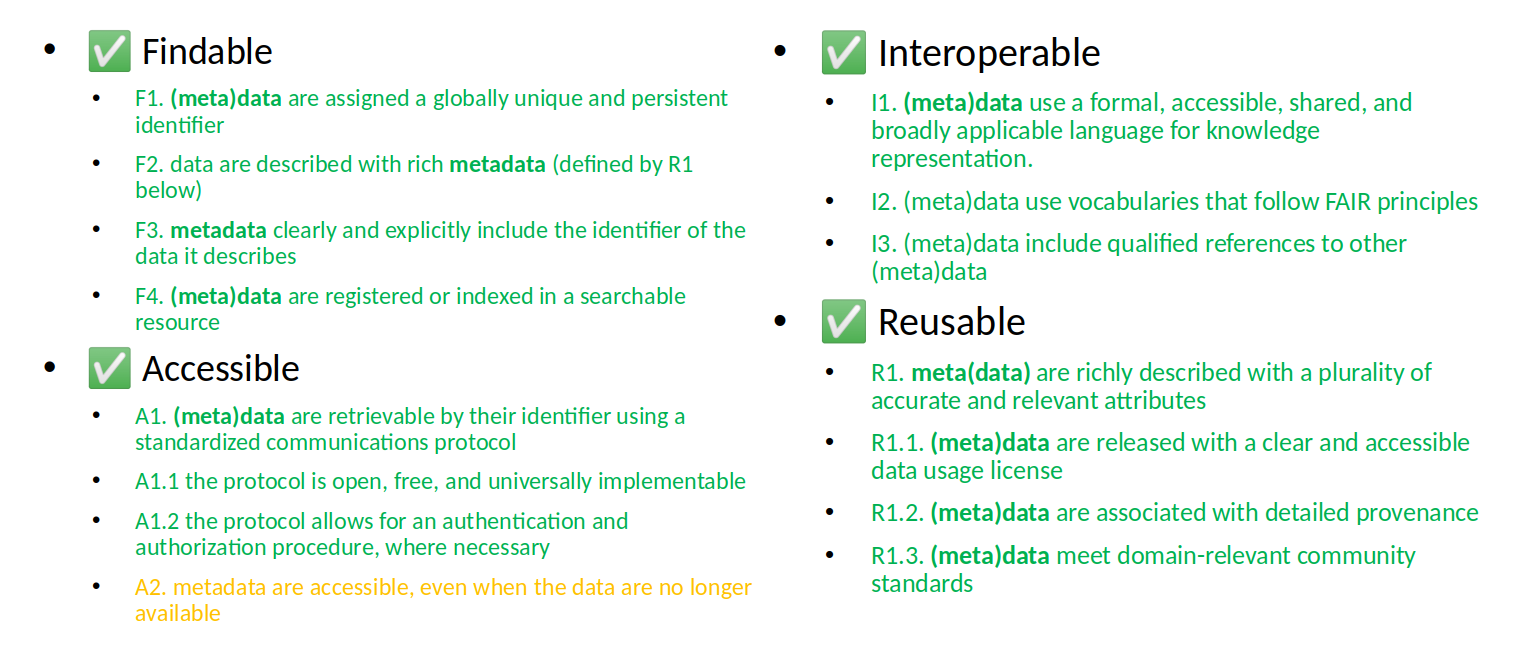 • ✅ Findable
• F1. (meta)data are assigned a globally unique and persistent
identifier
• F2. data are described with rich metadata (defined by R1
below)
• F3. metadata clearly and explicitly include the identifier of the
data it describes
• F4. (meta)data are registered or indexed in a searchable
resource
• ✅ Accessible
• A1. (meta)data are retrievable by their identifier using a
standardized communications protocol
• A1.1 the protocol is open, free, and universally implementable
• A1.2 the protocol allows for an authentication and
authorization procedure, where necessary
• A2. metadata are accessible, even when the data are no longer
available
• ✅ Interoperable
• I1. (meta)data use a formal, accessible, shared, and
broadly applicable language for knowledge
representation.
• I2. (meta)data use vocabularies that follow FAIR principles
• I3. (meta)data include qualified references to other
(meta)data
• ✅ Reusable
• R1. meta(data) are richly described with a plurality of
accurate and relevant attributes
• R1.1. (meta)data are released with a clear and accessible
data usage license
• R1.2. (meta)data are associated with detailed provenance
• R1.3. (meta)data meet domain-relevant community
standards